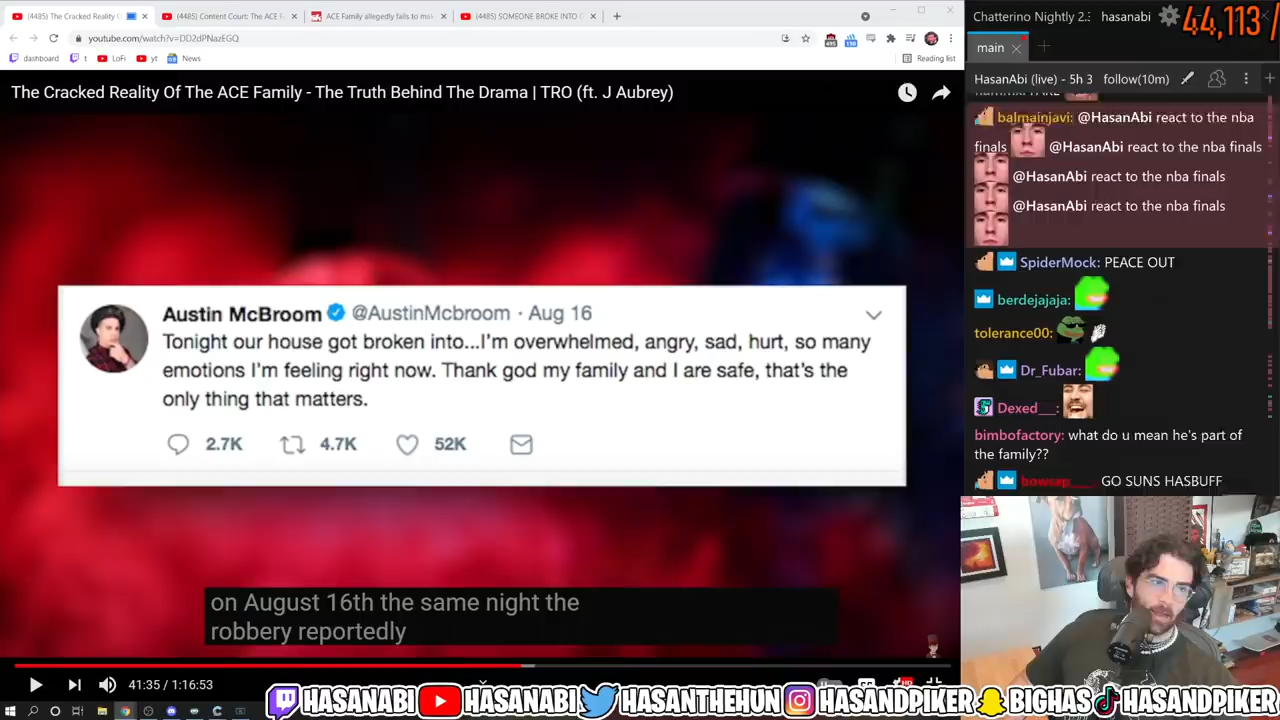 (4485) The Cracked Reality O
(4485) Content Court: The ACE F
ACE Family allegedly fails to ma
(4485) SOMEONE BROKE INTO
youtube.com/watch?v=DD2dPNazEGQ
dashboard
t
LoFi
yt
News
Reading list
The Cracked Reality Of The ACE Family - The Truth Behind The Drama | TRO (ft. J Aubrey)
Austin McBroom @AustinMcbroom · Aug 16
Tonight our house got broken into...I'm overwhelmed, angry, sad, hurt, so many
emotions I'm feeling right now. Thank god my family and I are safe, that's the
only thing that matters.
2.7K 4.7K 52K
on August 16th the same night the
robbery reportedly
41:35 / 1:16:53
Chatterino Nightly 2. hasanabi
44,113 /
main
HasanAbi (live) - 5h 3 follow(10m)
balmainjavi: @HasanAbi react to the nba
finals @HasanAbi react to the nba finals
@HasanAbi react to the nba finals
@HasanAbi react to the nba finals
SpiderMock: PEACE OUT
berdejajaja:
tolerance00:
Dr_Fubar:
Dexed___:
bimbofactory: what do u mean he's part of
the family??
bowsap____: GO SUNS HASBUFF
HASANABI HASANABI HASANTHEHUN HASANDPIKER BIGHAS HASANDPIKER